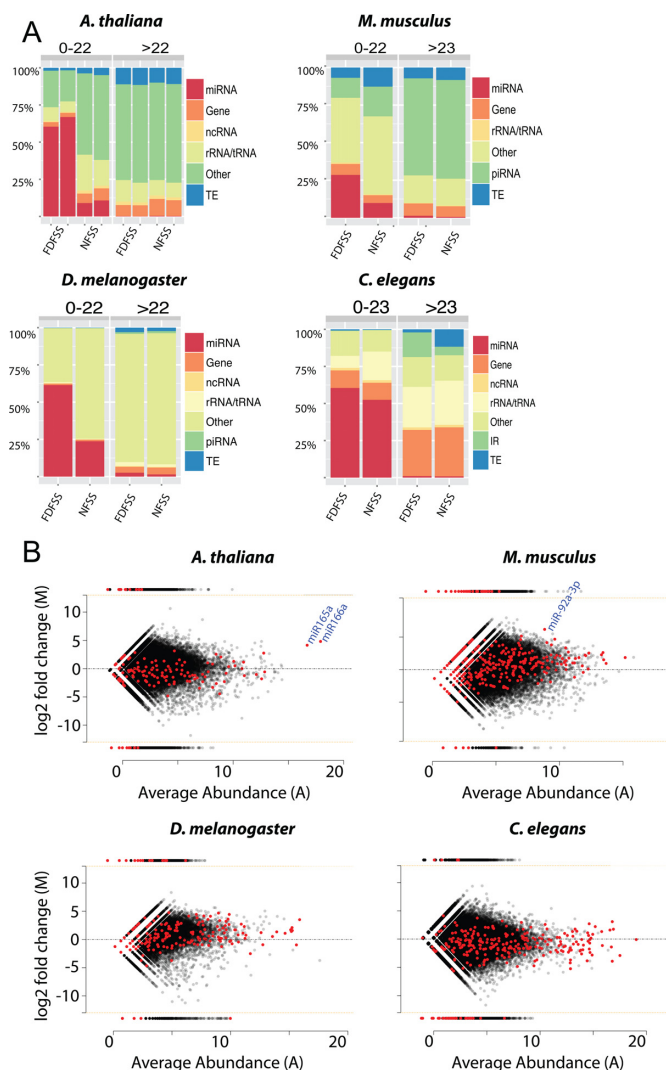 A
A. thaliana
0-22
>22
100%
75%
50%
25%
FDFSS
NFSS
FDFSS
NFSS
miRNA
Gene
ncRNA
rRNA/tRNA
Other
TE
M. musculus
0-22
>23
100%
75%
50%
25%
FDFSS
NFSS
FDFSS
NFSS
miRNA
Gene
ncRNA
rRNA/tRNA
Other
piRNA
TE
D. melanogaster
0-22
>22
100%
75%
50%
25%
FDFSS
NFSS
FDFSS
NFSS
miRNA
Gene
ncRNA
rRNA/tRNA
Other
piRNA
TE
C. elegans
0-23
>23
100%
75%
50%
25%
FDFSS
NFSS
FDFSS
NFSS
miRNA
Gene
ncRNA
rRNA/tRNA
Other
IR
TE
B
A. thaliana
log2 fold change (M)
10
5
0
-5
-10
miR165a
miR166a
0
10
20
Average Abundance (A)
M. musculus
miR-92a-3p
0
10
Average Abundance (A)
D. melanogaster
log2 fold change (M)
10
5
0
-5
-10
0
10
20
Average Abundance (A)
C. elegans
10
5
0
-5
-10
0
10
20
Average Abundance (A)